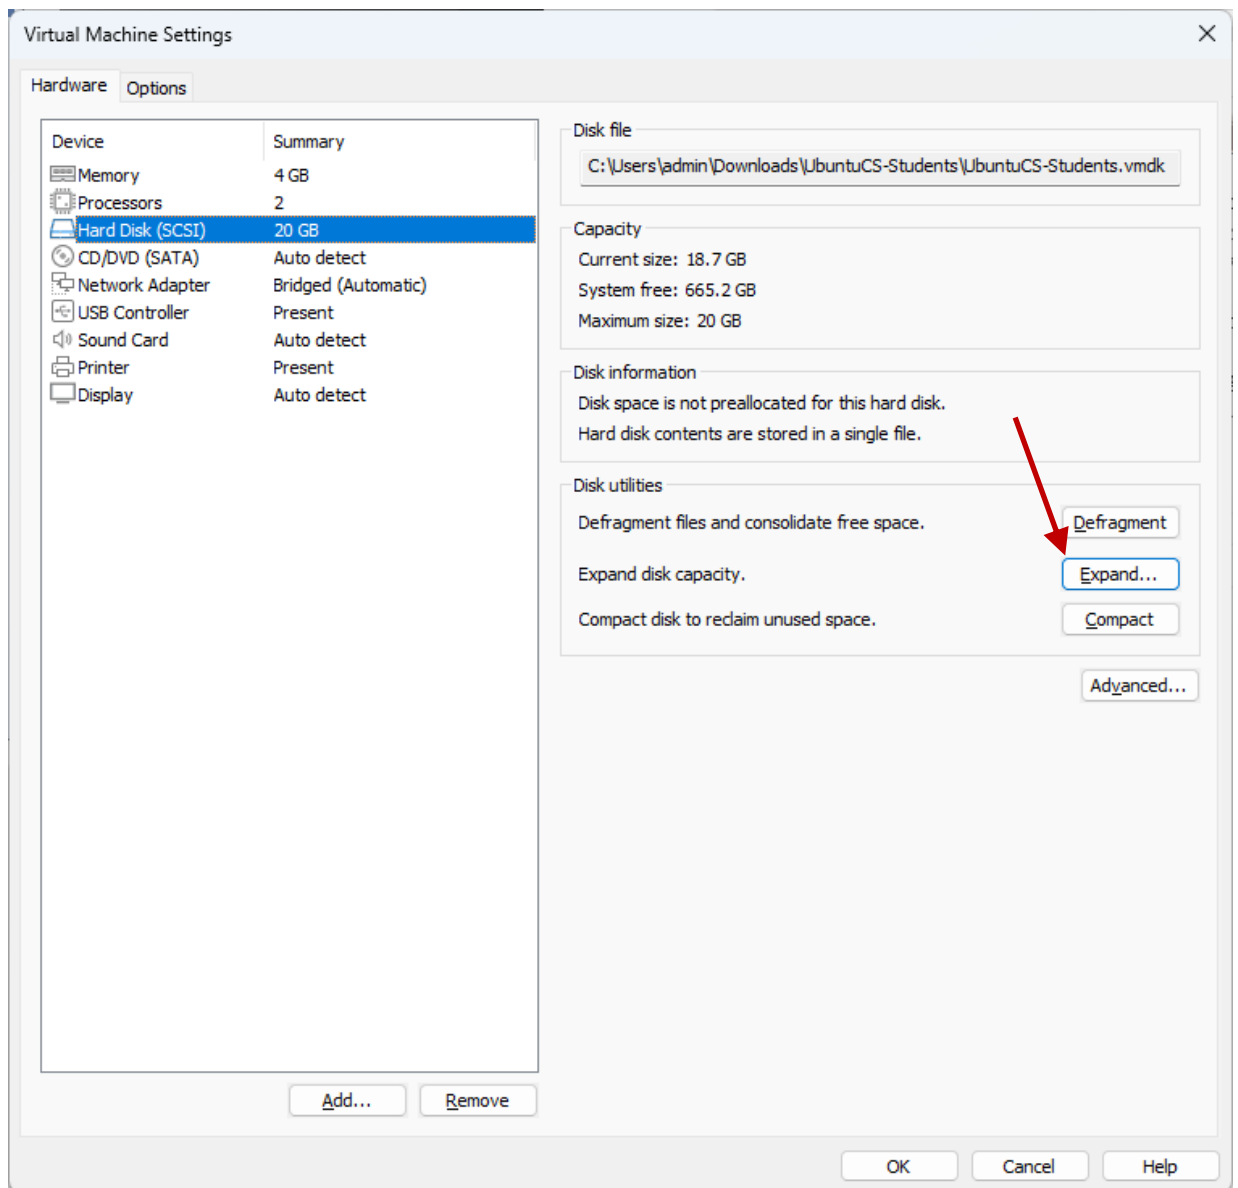 Virtual Machine Settings
Hardware Options
Device Summary
Memory 4 GB
Processors 2
Hard Disk (SCSI) 20 GB
CD/DVD (SATA) Auto detect
Network Adapter Bridged (Automatic)
USB Controller Present
Sound Card Auto detect
Printer Present
Display Auto detect
Add... Remove
Disk file
C:\Users\admin\Downloads\UbuntuCS-Students\UbuntuCS-Students.vmdk
Capacity
Current size: 18.7 GB
System free: 665.2 GB
Maximum size: 20 GB
Disk information
Disk space is not preallocated for this hard disk.
Hard disk contents are stored in a single file.
Disk utilities
Defragment files and consolidate free space. Defragment
Expand disk capacity. Expand...
Compact disk to reclaim unused space. Compact
Advanced...
OK Cancel Help